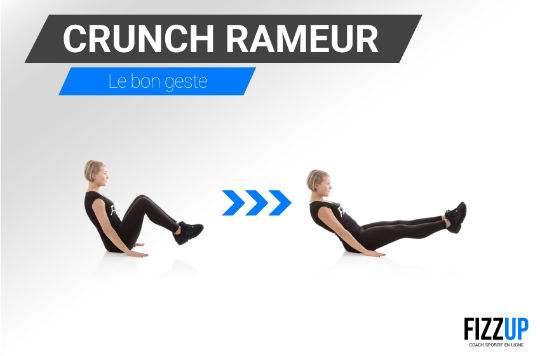 CRUNCH RAMEUR
Le bon geste
FIZZUP
COACH SPORTIF EN LIGNE